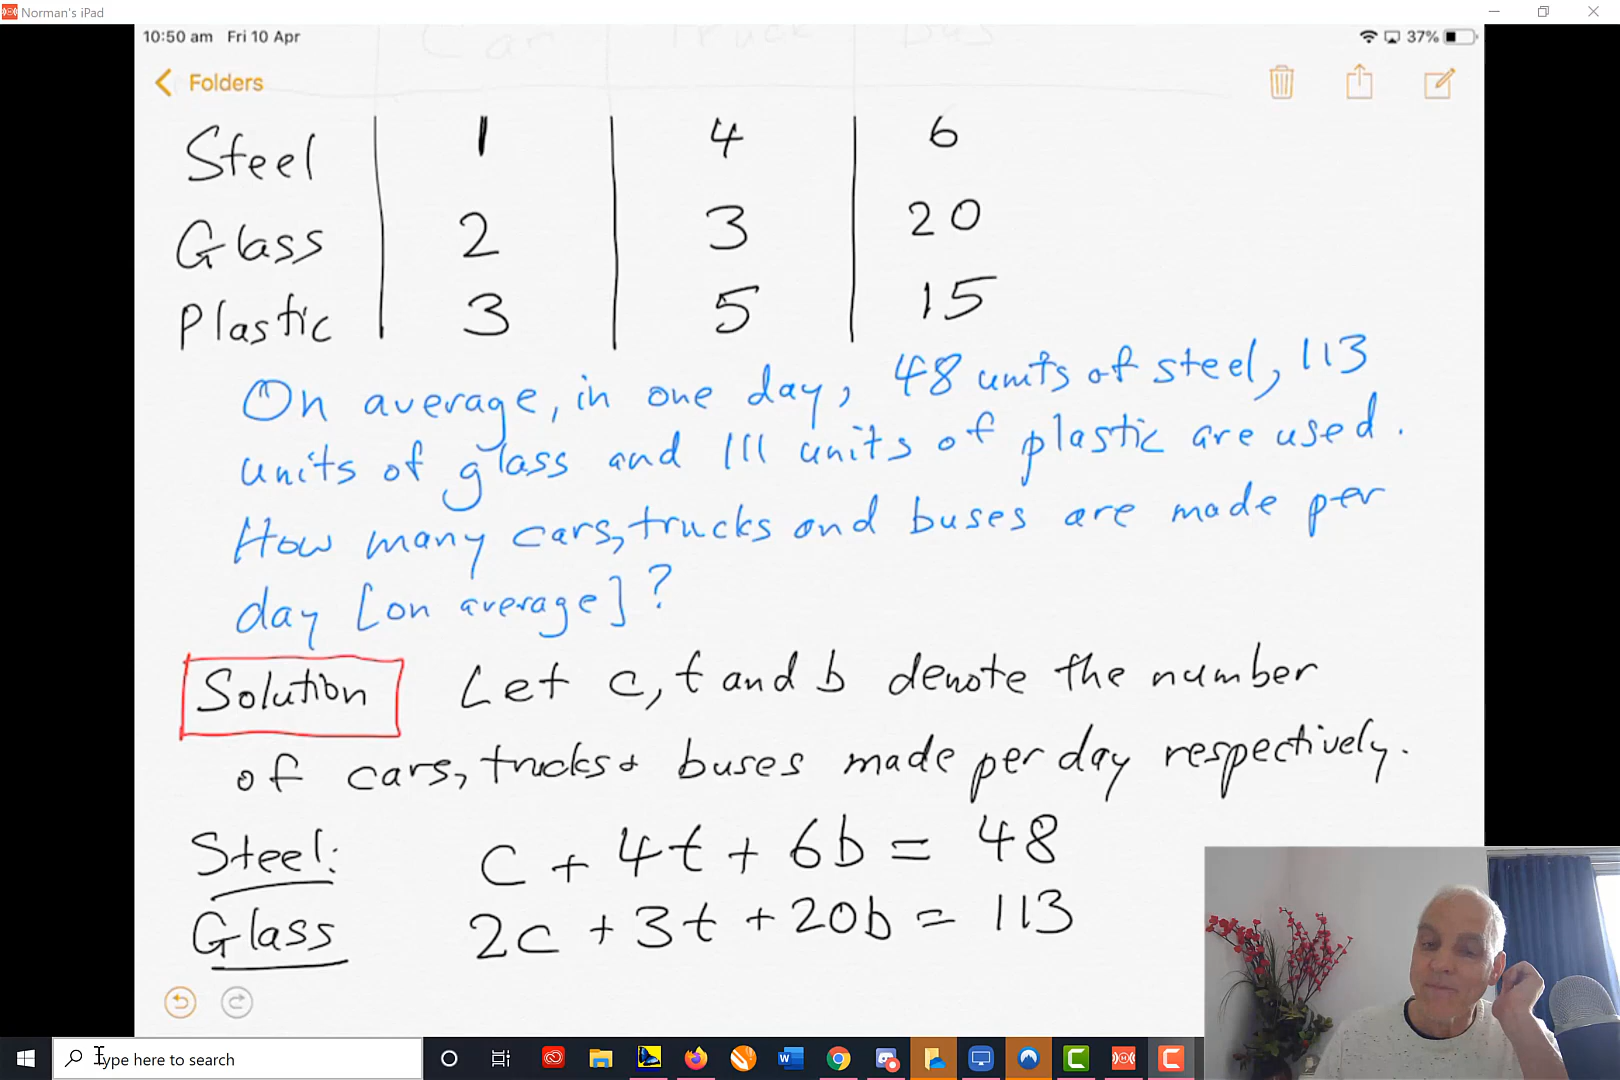 Norman's iPad
10:50 am Fri 10 Apr
37%
Car Truck Bus
Folders
Steel 1 4 6
Glass 2 3 20
Plastic 3 5 15
On average, in one day, 48 units of steel, 113
units of glass and 111 units of plastic are used.
How many cars, trucks and buses are made per
day [on average]?
Solution Let c, t and b denote the number
of cars, trucks + buses made per day respectively.
Steel: c + 4t + 6b = 48
Glass 2c + 3t + 20b = 113
Type here to search